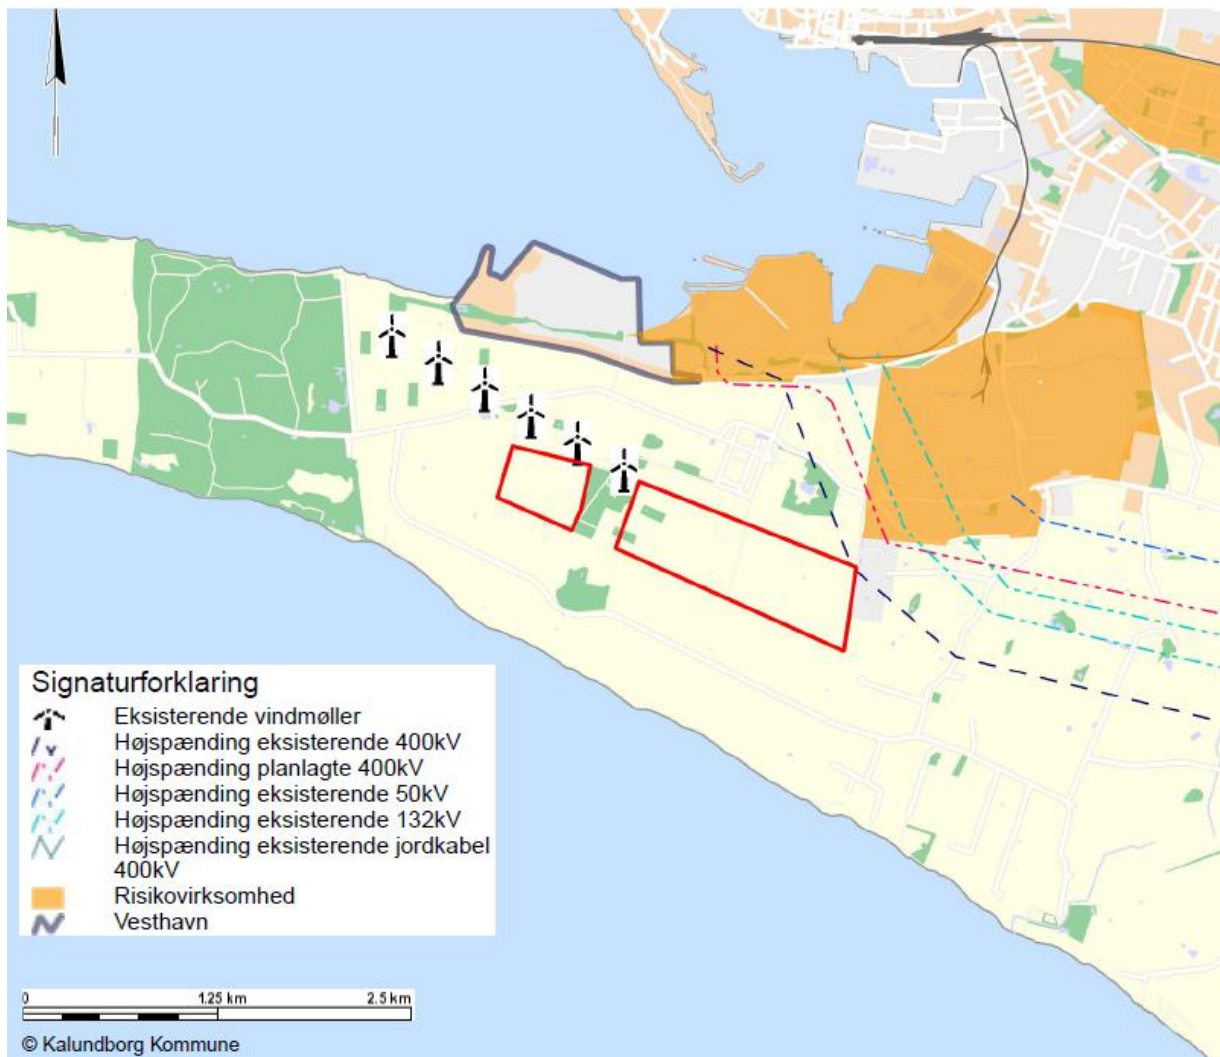 Signaturforklaring
Eksisterende vindmøller
Højspænding eksisterende 400kV
Højspænding planlagte 400kV
Højspænding eksisterende 50kV
Højspænding eksisterende 132kV
Højspænding eksisterende jordkabel
400kV
Risikovirksomhed
Vesthavn
0 1.25 km 2.5 km
© Kalundborg Kommune